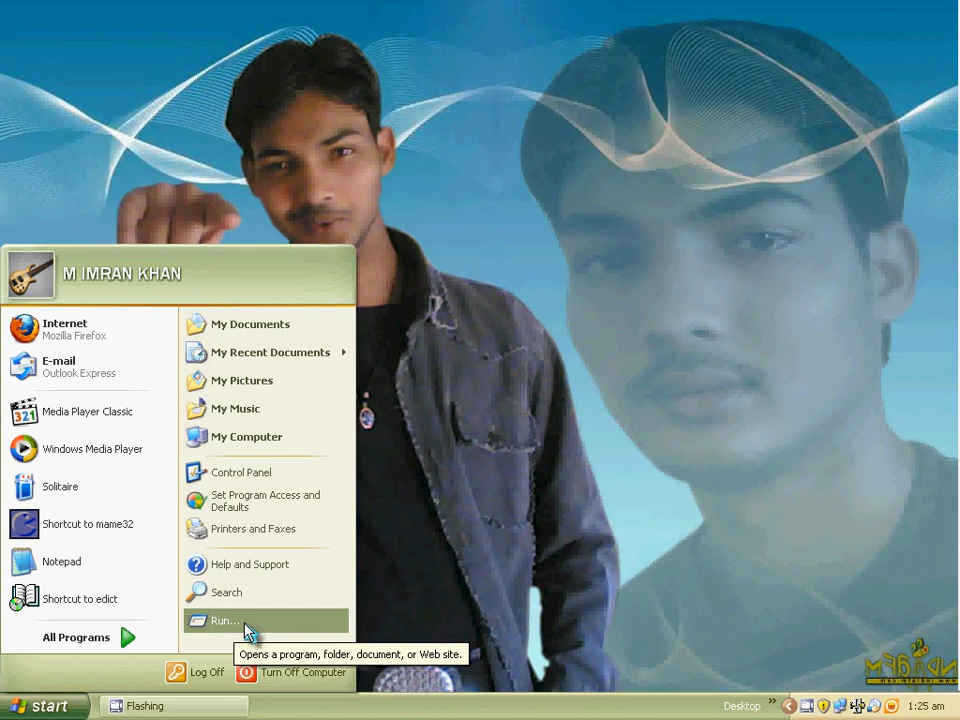 M IMRAN KHAN
Internet
Mozilla Firefox
E-mail
Outlook Express
Media Player Classic
Windows Media Player
Solitaire
Shortcut to mame32
Notepad
Shortcut to edict
All Programs
My Documents
My Recent Documents
My Pictures
My Music
My Computer
Control Panel
Set Program Access and
Defaults
Printers and Faxes
Help and Support
Search
Run...
Opens a program, folder, document, or Web site.
Log Off
Turn Off Computer
start
Flashing
Desktop
»
1:25 am
321